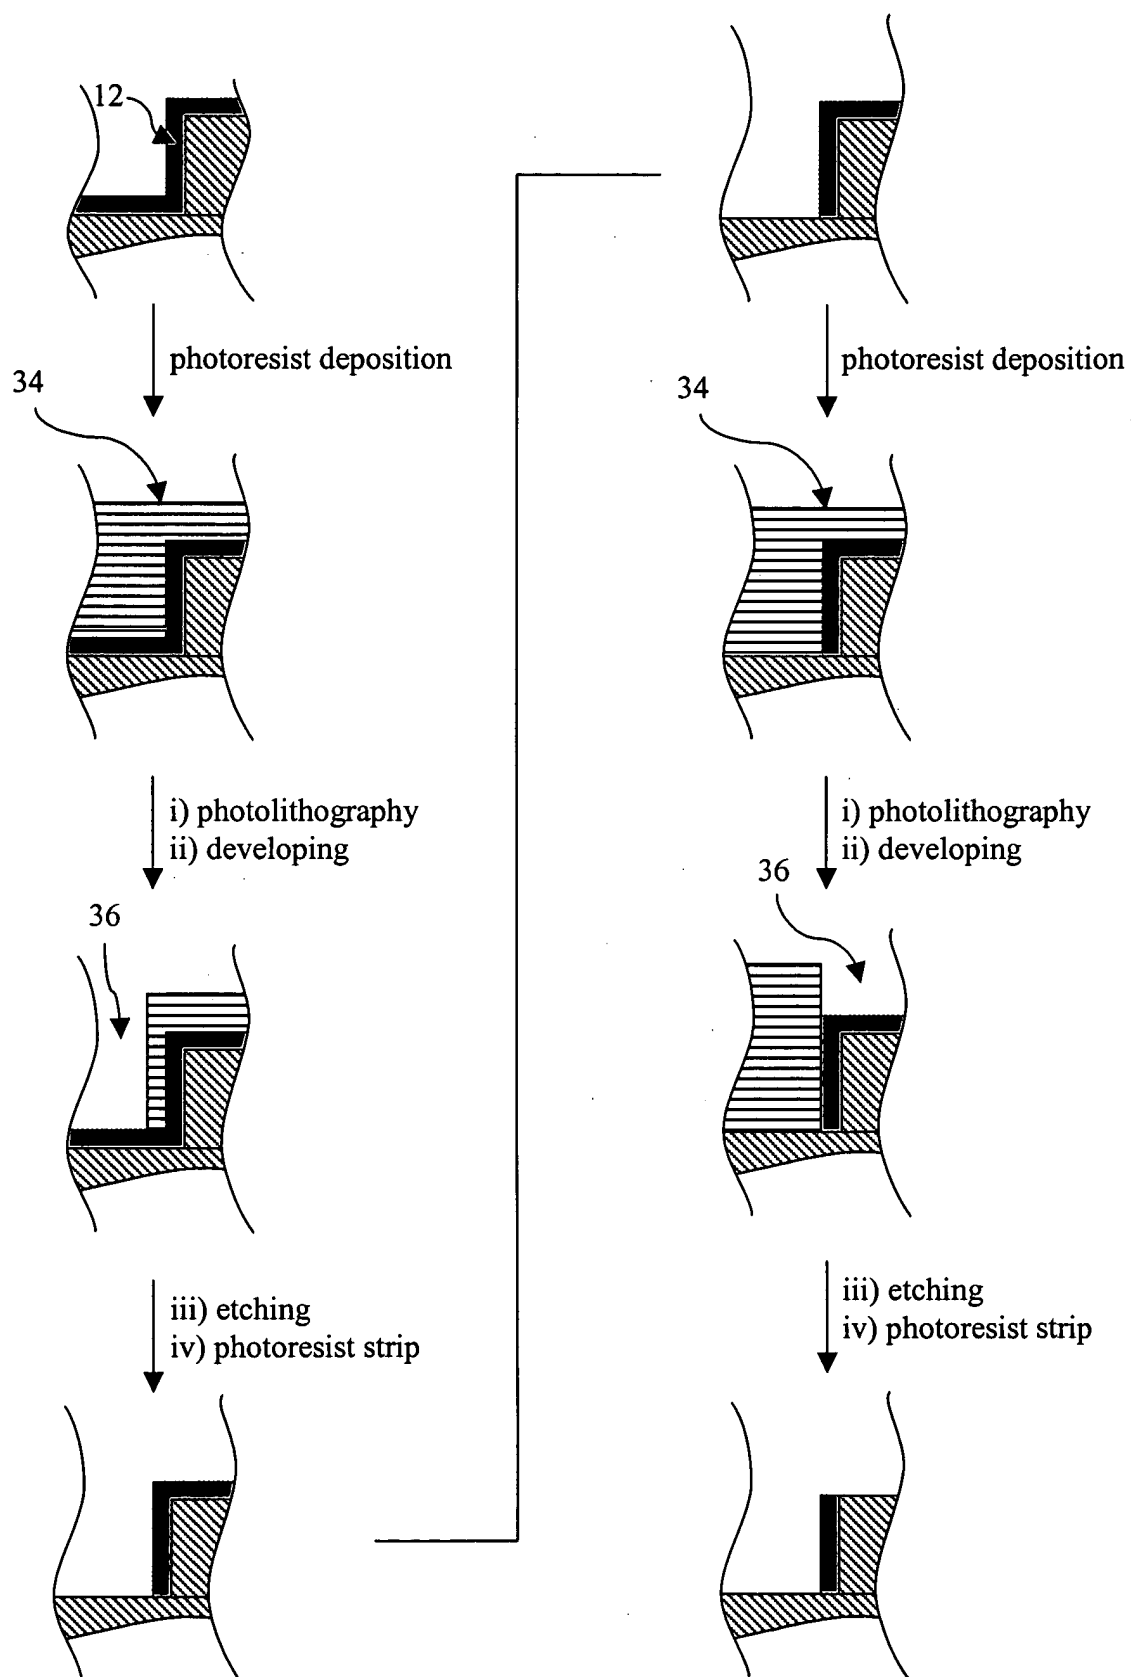 12
photoresist deposition
34
i) photolithography
ii) developing
36
iii) etching
iv) photoresist strip
photoresist deposition
34
i) photolithography
ii) developing
36
iii) etching
iv) photoresist strip